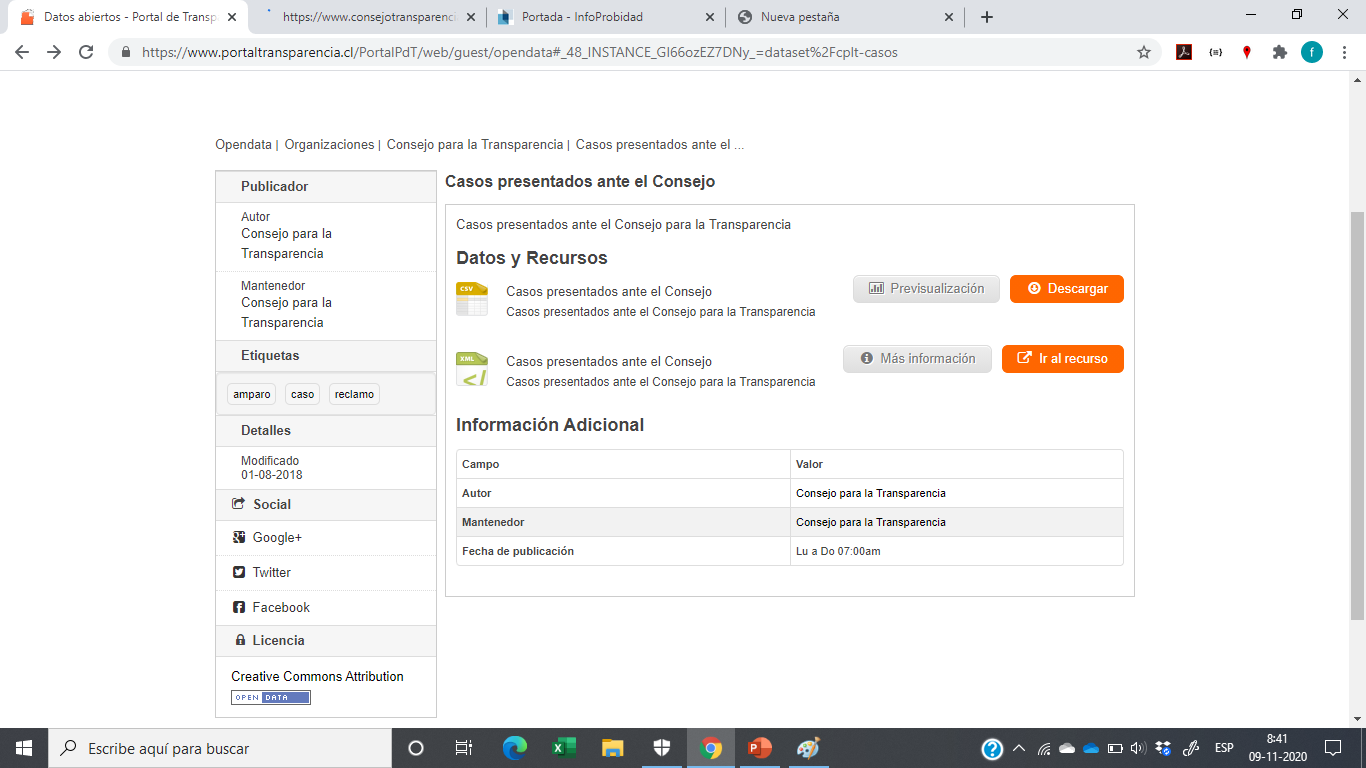 Datos abiertos - Portal de Transp
https://www.consejotransparenci
Portada - InfoProbidad
Nueva pestaña
https://www.portaltransparencia.cl/PortalPdT/web/guest/opendata#_48_INSTANCE_GI66ozEZ7DNy_=dataset%2Fcplt-casos
f
Opendata | Organizaciones | Consejo para la Transparencia | Casos presentados ante el ...
Publicador
Autor
Consejo para la
Transparencia
Mantenedor
Consejo para la
Transparencia
Etiquetas
amparo caso reclamo
Detalles
Modificado
01-08-2018
Social
Google+
Twitter
Facebook
Licencia
Creative Commons Attribution
OPEN DATA
Casos presentados ante el Consejo
Casos presentados ante el Consejo para la Transparencia
Datos y Recursos
CSV
Casos presentados ante el Consejo
Casos presentados ante el Consejo para la Transparencia
Previsualización
Descargar
XML
Casos presentados ante el Consejo
Casos presentados ante el Consejo para la Transparencia
Más información
Ir al recurso
Información Adicional
Campo Valor
Autor Consejo para la Transparencia
Mantenedor Consejo para la Transparencia
Fecha de publicación Lu a Do 07:00am
Escribe aquí para buscar
ESP
8:41
09-11-2020